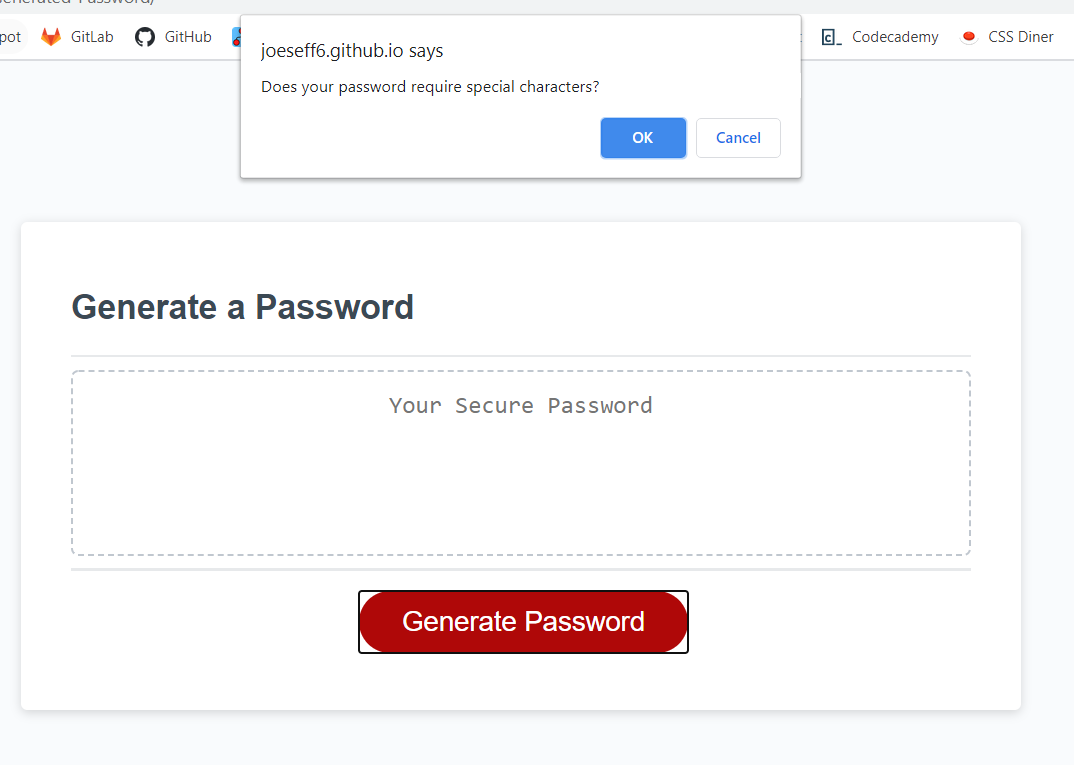 pot GitLab GitHub Codecademy CSS Diner
joeseff6.github.io says
Does your password require special characters?
OK Cancel
Generate a Password
Your Secure Password
Generate Password